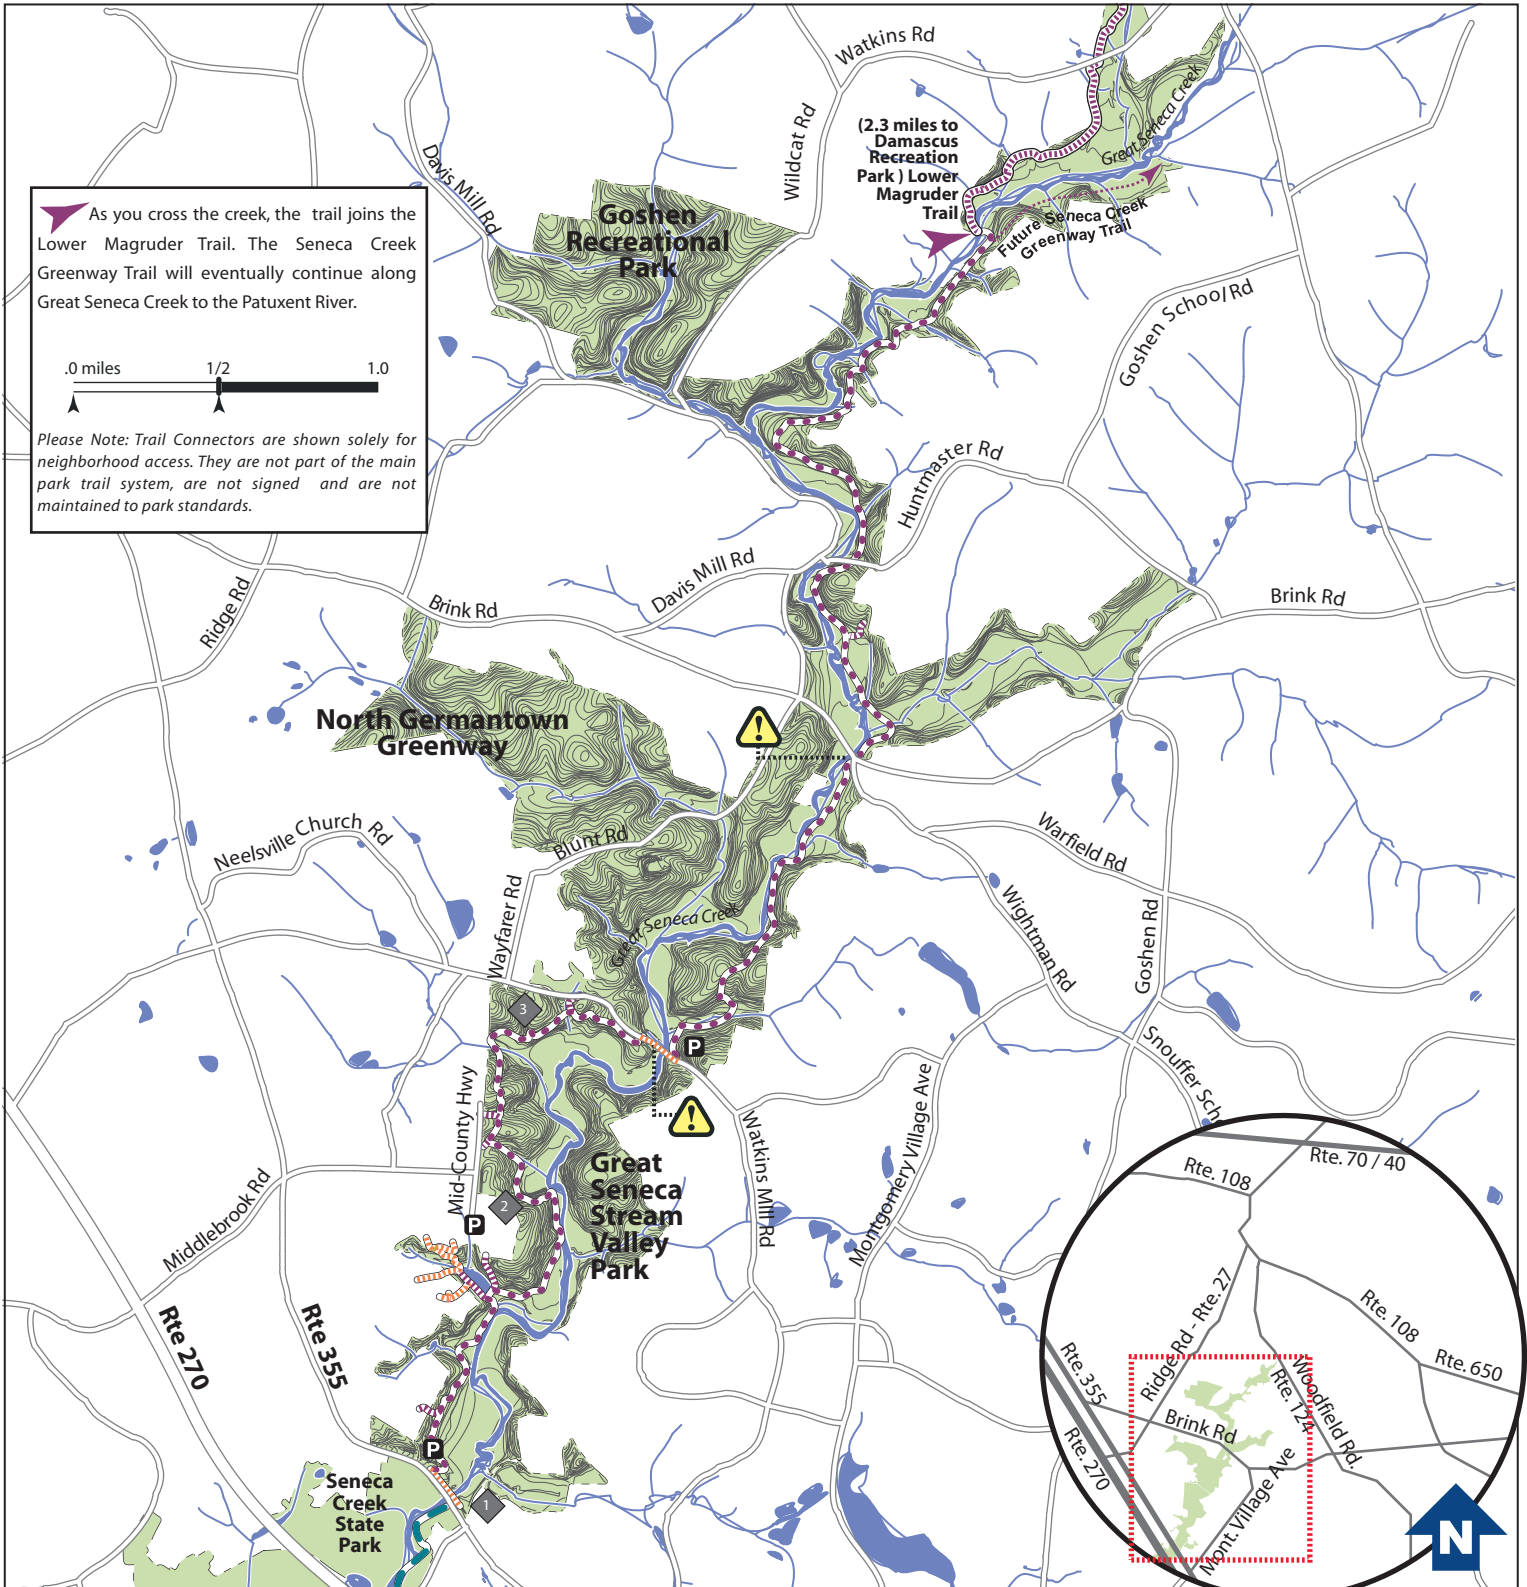 Watkins Rd
Wildcat Rd
(2.3 miles to
Damascus
Recreation
Park ) Lower
Magruder
Trail
Great Seneca Creek
Future Seneca Creek
Greenway Trail
Davis Mill Rd
Goshen
Recreational
Park
As you cross the creek, the trail joins the
Lower Magruder Trail. The Seneca Creek
Greenway Trail will eventually continue along
Great Seneca Creek to the Patuxent River.
.0 miles 1/2 1.0
Please Note: Trail Connectors are shown solely for
neighborhood access. They are not part of the main
park trail system, are not signed and are not
maintained to park standards.
Goshen School Rd
Huntmaster Rd
Davis Mill Rd
Ridge Rd
Brink Rd
Brink Rd
North Germantown
Greenway
!
Neelsville Church Rd
Blunt Rd
Warfield Rd
Wayfarer Rd
Great Seneca Creek
Wightman Rd
Goshen Rd
3
P
Snouffer Sch
Mid-County Hwy
!
Watkins Mill Rd
Montgomery Village Ave
Great
Seneca
Stream
Valley
Park
Middlebrook Rd
2
P
Rte 270
Rte 355
P
1
Seneca
Creek
State
Park
Rte. 70 / 40
Rte. 108
Ridge Rd - Rte. 27
Rte. 108
Rte. 650
Rte. 355
Rte. 270
Woodfield Rd.
Rte. 124
Brink Rd
Mont. Village Ave
N